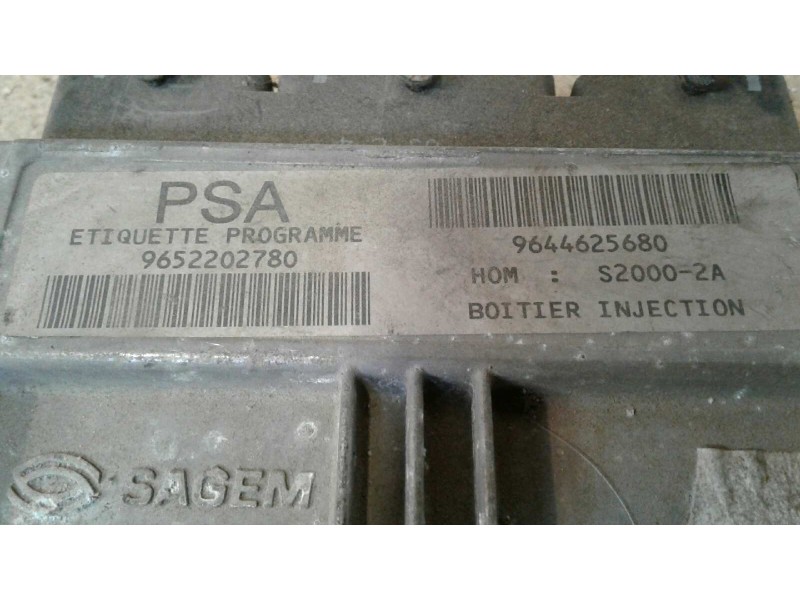 PSA
ETIQUETTE PROGRAMME
9652202780
9644625680
HOM : S2000-2A
BOITIER INJECTION
SAGEM